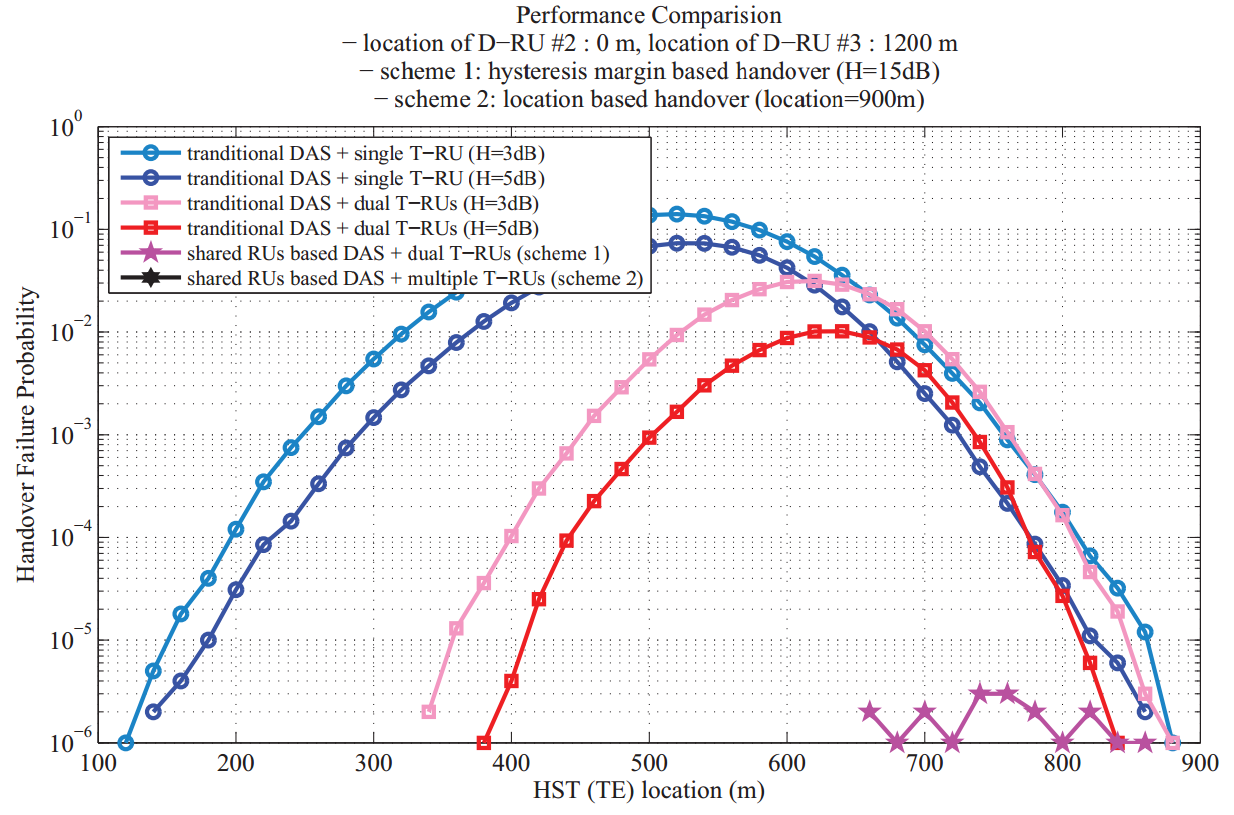 Performance Comparision
− location of D−RU #2 : 0 m, location of D−RU #3 : 1200 m
− scheme 1: hysteresis margin based handover (H=15dB)
− scheme 2: location based handover (location=900m)
10^0
10^-1
10^-2
10^-3
10^-4
10^-5
10^-6
Handover Failure Probability
tranditional DAS + single T−RU (H=3dB)
tranditional DAS + single T−RU (H=5dB)
tranditional DAS + dual T−RUs (H=3dB)
tranditional DAS + dual T−RUs (H=5dB)
shared RUs based DAS + dual T−RUs (scheme 1)
shared RUs based DAS + multiple T−RUs (scheme 2)
100 200 300 400 500 600 700 800 900
HST (TE) location (m)